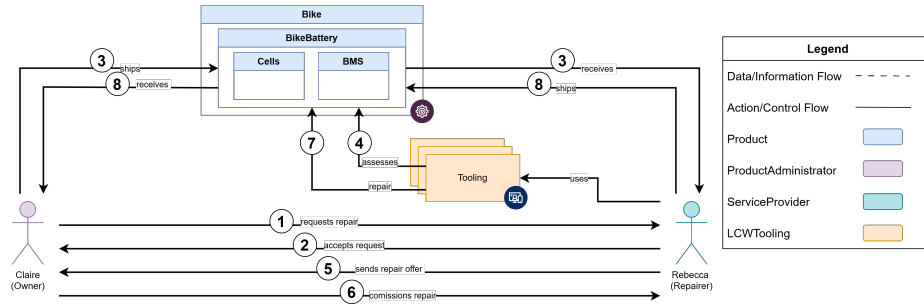 Bike
BikeBattery
Cells
BMS
3
ships
8
receives
3
receives
8
ships
7
4
assesses
repair
Tooling
uses
1
requests repair
2
accepts request
5
sends repair offer
6
comissions repair
Claire
(Owner)
Rebecca
(Repairer)
Legend
Data/Information Flow
Action/Control Flow
Product
ProductAdministrator
ServiceProvider
LCWTooling